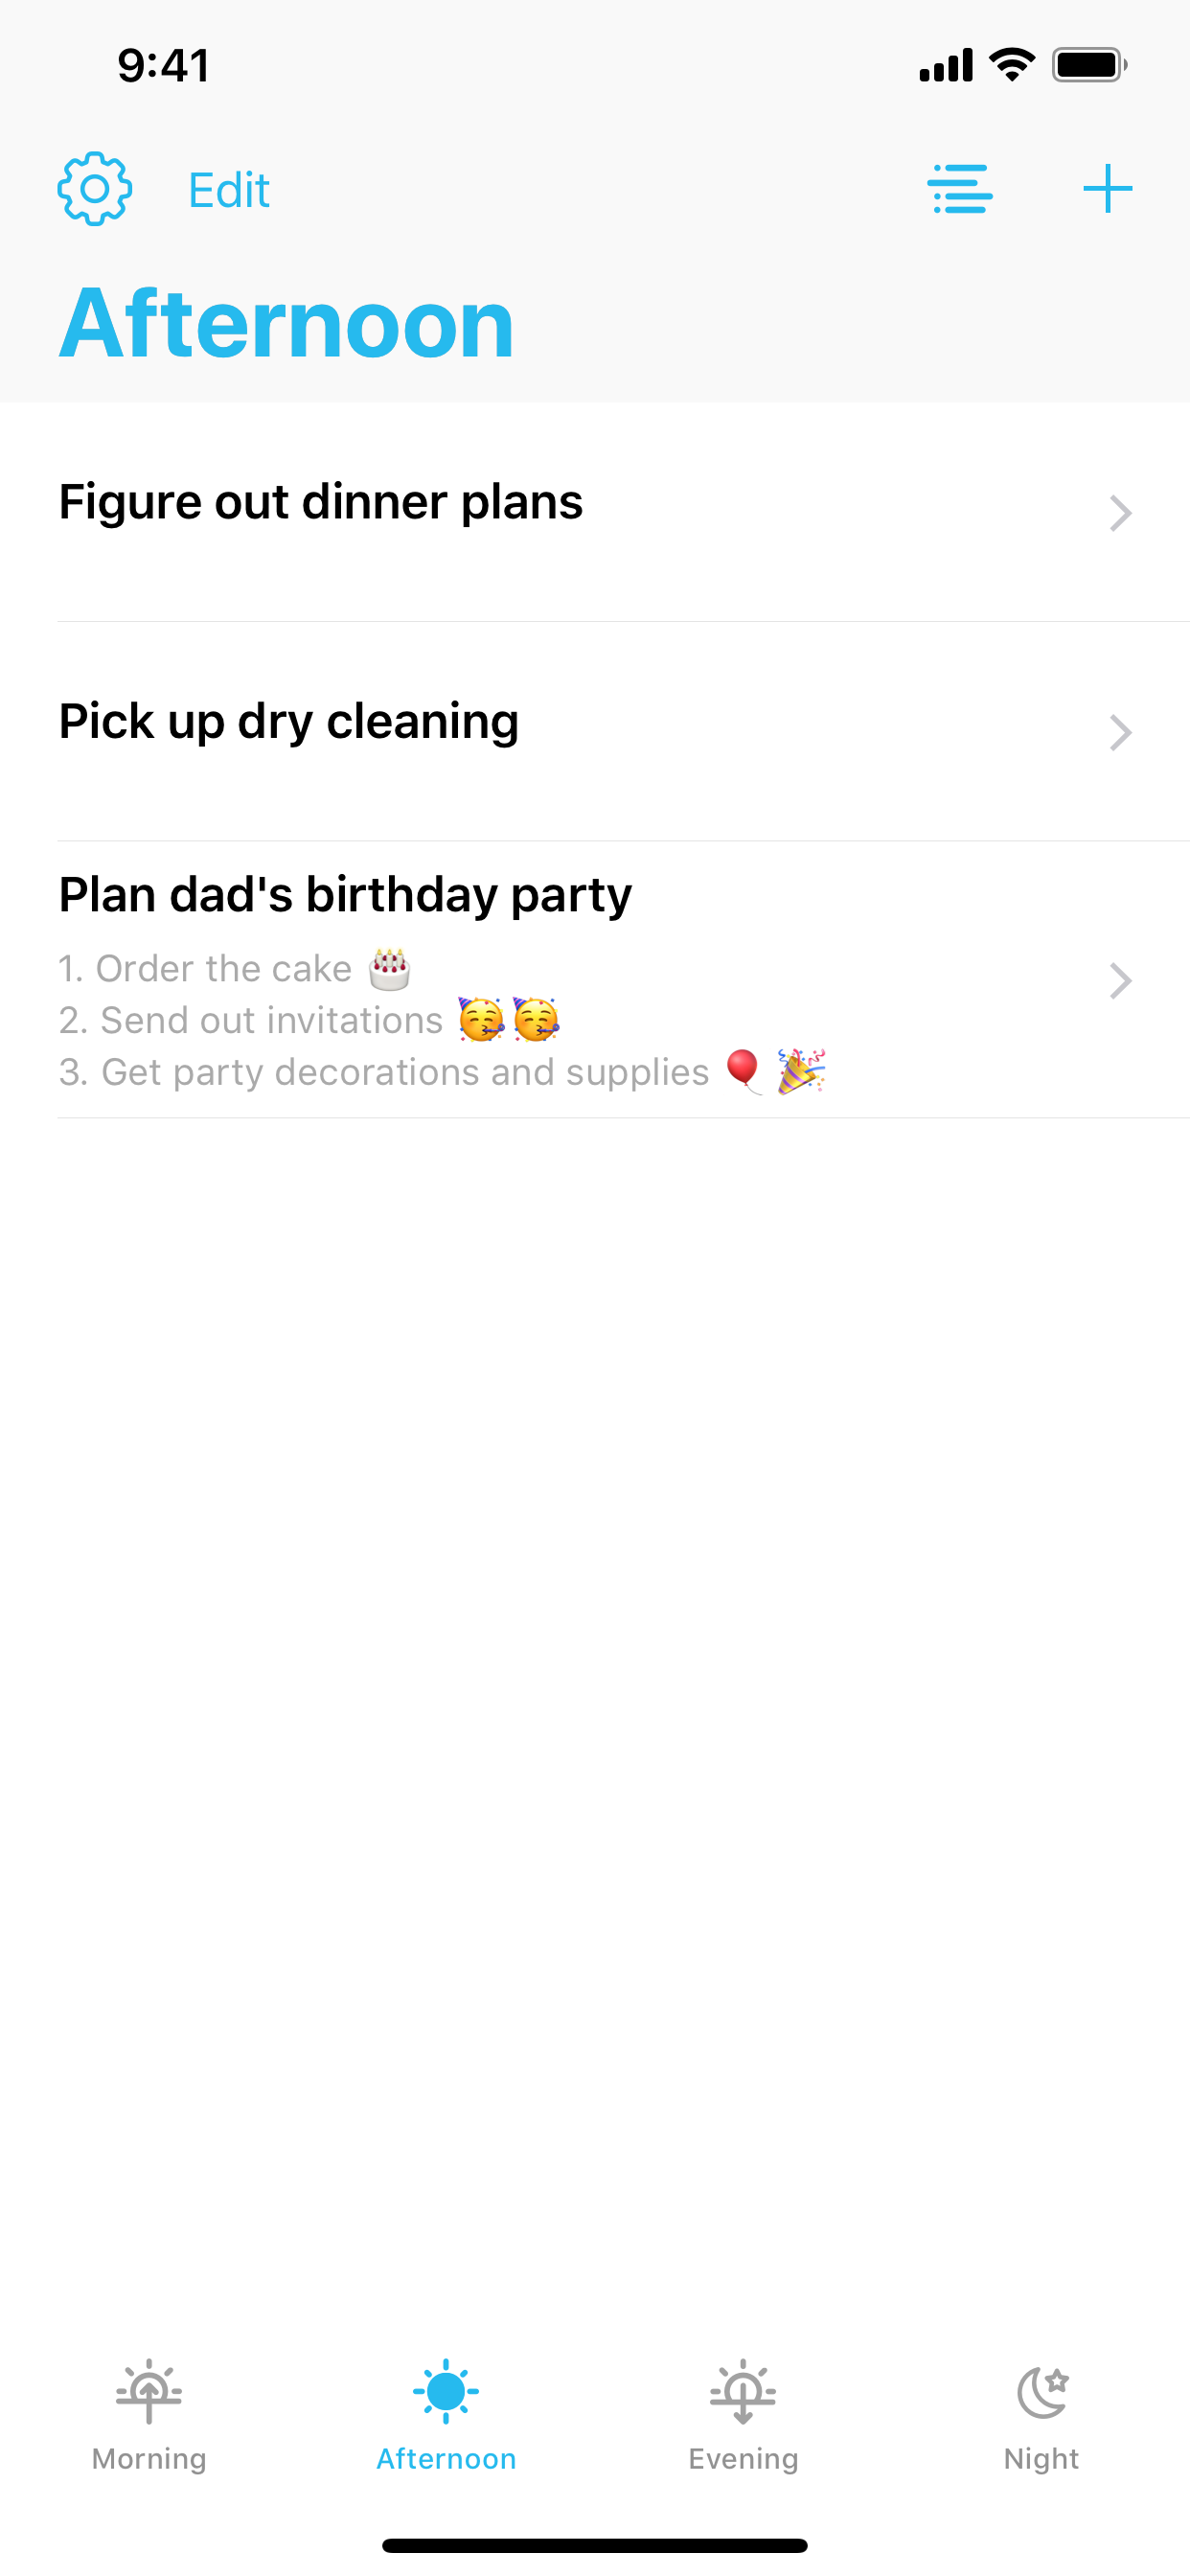 9:41
Edit
Afternoon
Figure out dinner plans
Pick up dry cleaning
Plan dad's birthday party
1. Order the cake 🎂
2. Send out invitations 🥳🥳
3. Get party decorations and supplies 🎈🎉
Morning
Afternoon
Evening
Night